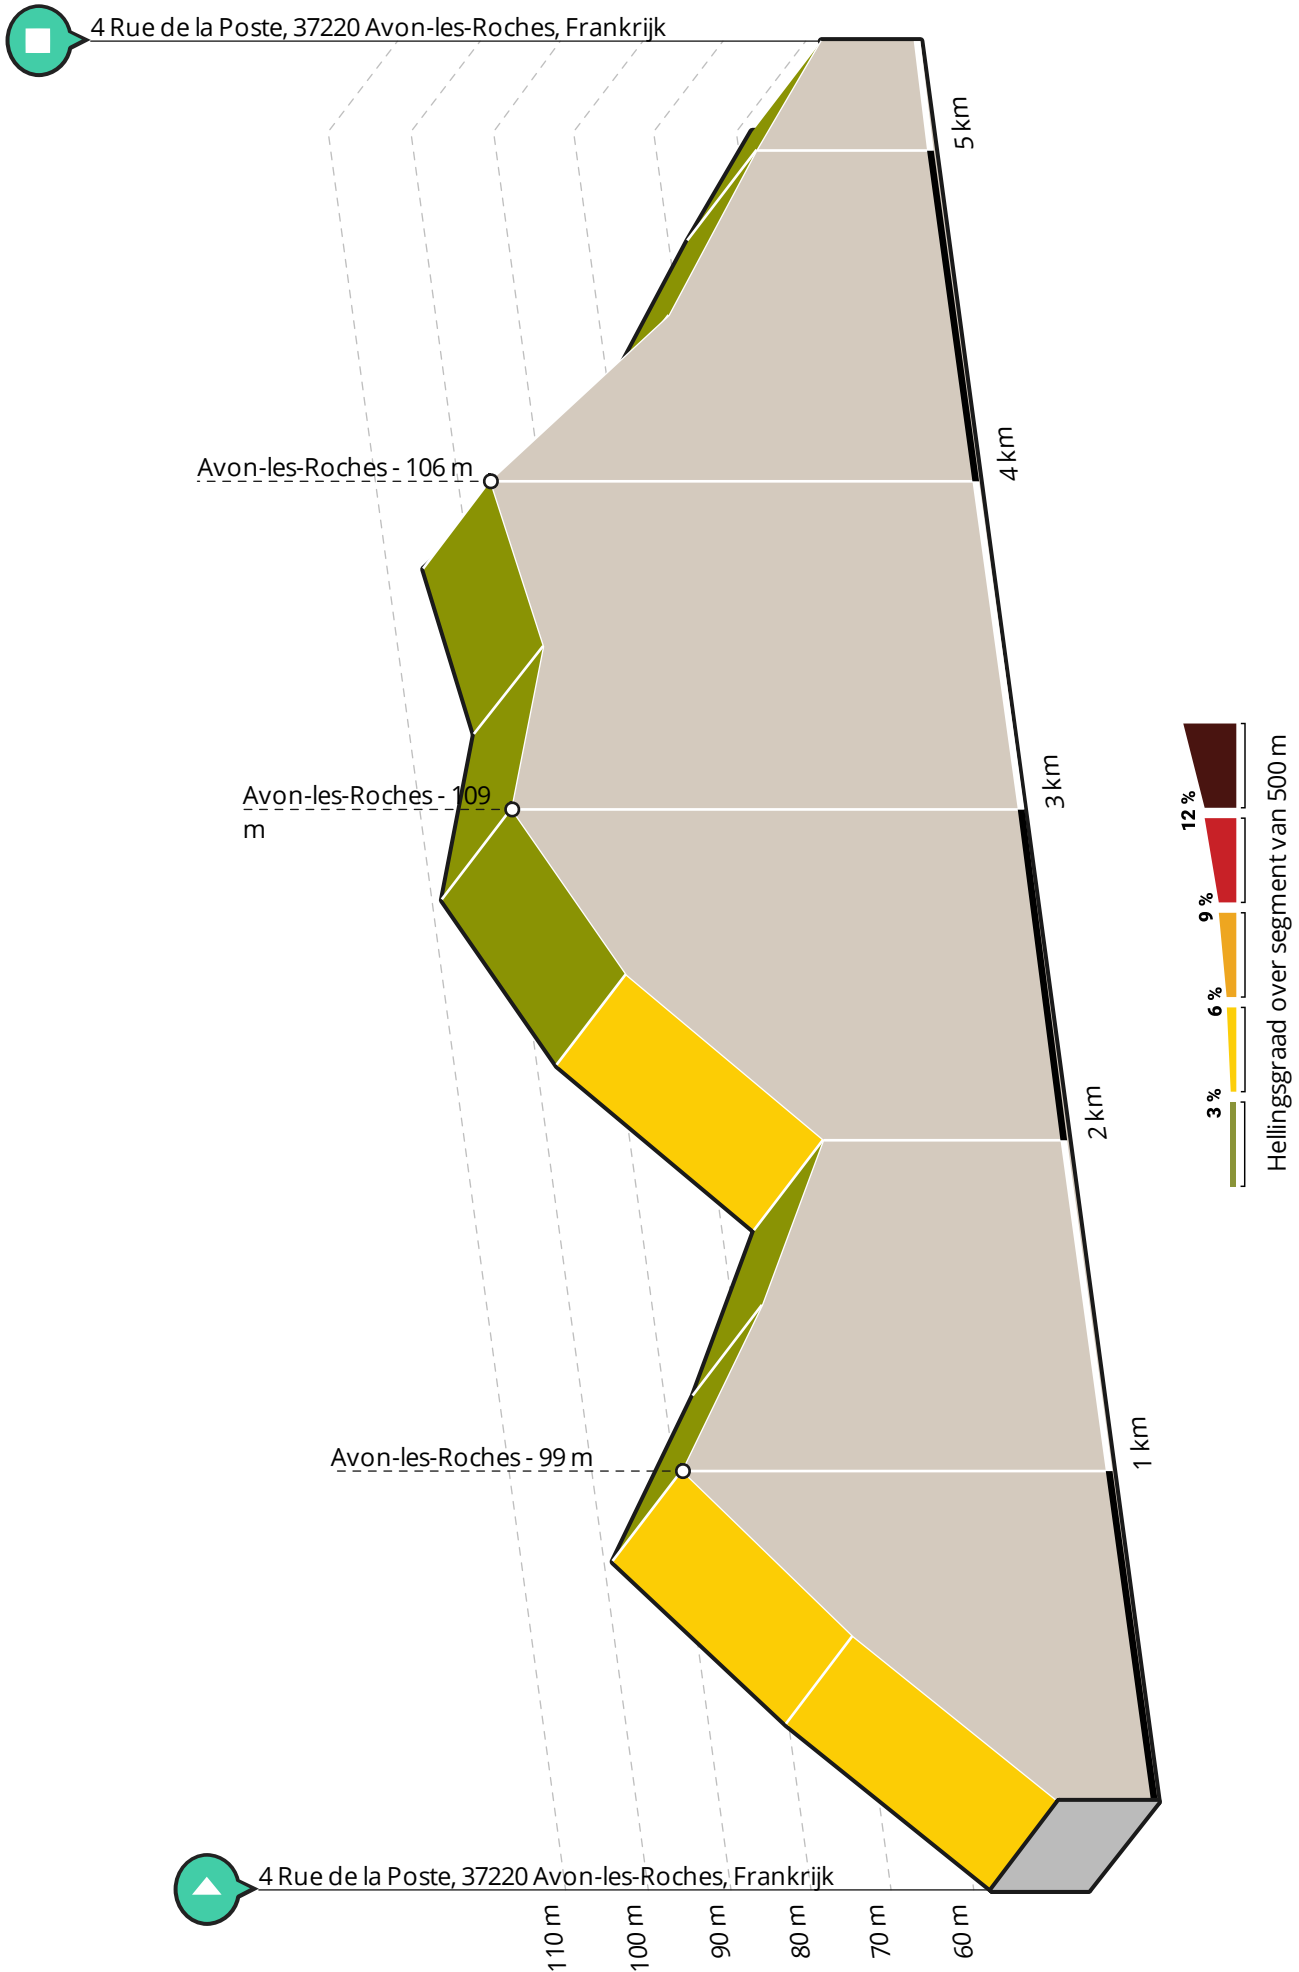 4 Rue de la Poste, 37220 Avon-les-Roches, Frankrijk
5 km
Avon-les-Roches - 106 m
4 km
Avon-les-Roches - 109
m
3 km
12 %
9 %
6 %
3 %
Hellingsgraad over segment van 500 m
2 km
Avon-les-Roches - 99 m
1 km
4 Rue de la Poste, 37220 Avon-les-Roches, Frankrijk
110 m
100 m
90 m
80 m
70 m
60 m